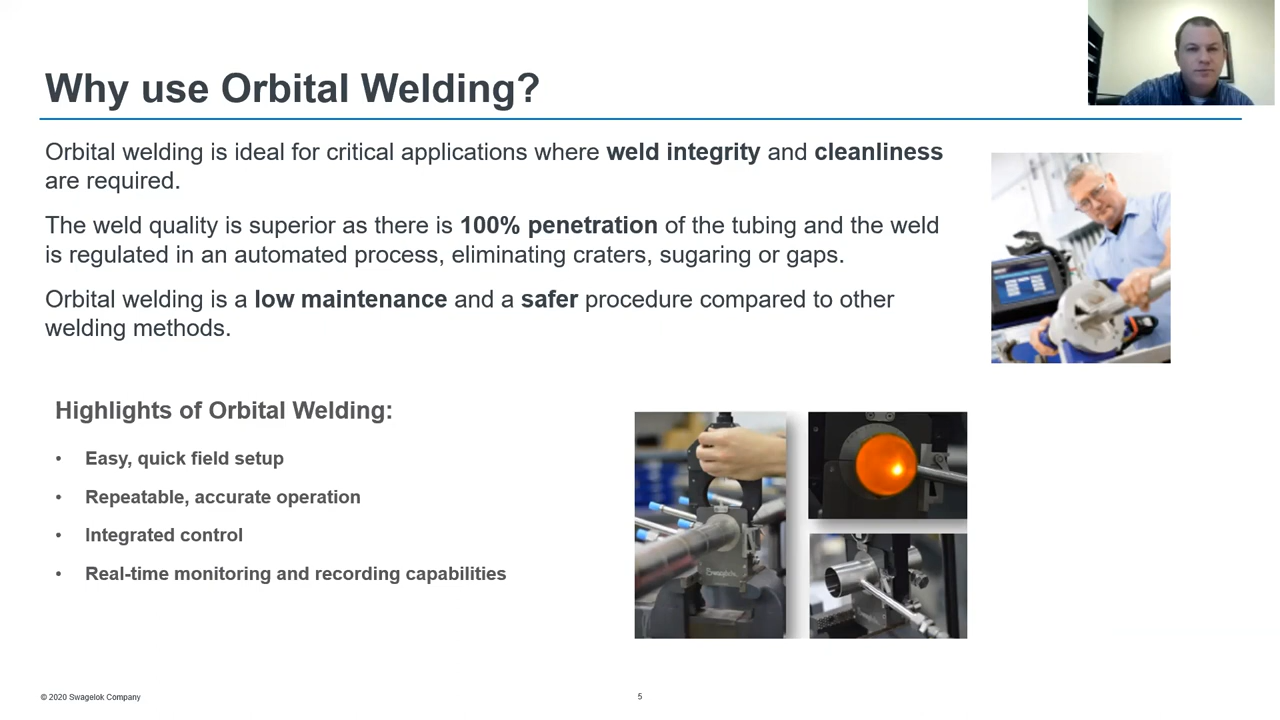 Why use Orbital Welding?
Orbital welding is ideal for critical applications where weld integrity and cleanliness
are required.
The weld quality is superior as there is 100% penetration of the tubing and the weld
is regulated in an automated process, eliminating craters, sugaring or gaps.
Orbital welding is a low maintenance and a safer procedure compared to other
welding methods.
Highlights of Orbital Welding:
• Easy, quick field setup
• Repeatable, accurate operation
• Integrated control
• Real-time monitoring and recording capabilities
Swagelok
© 2020 Swagelok Company
5